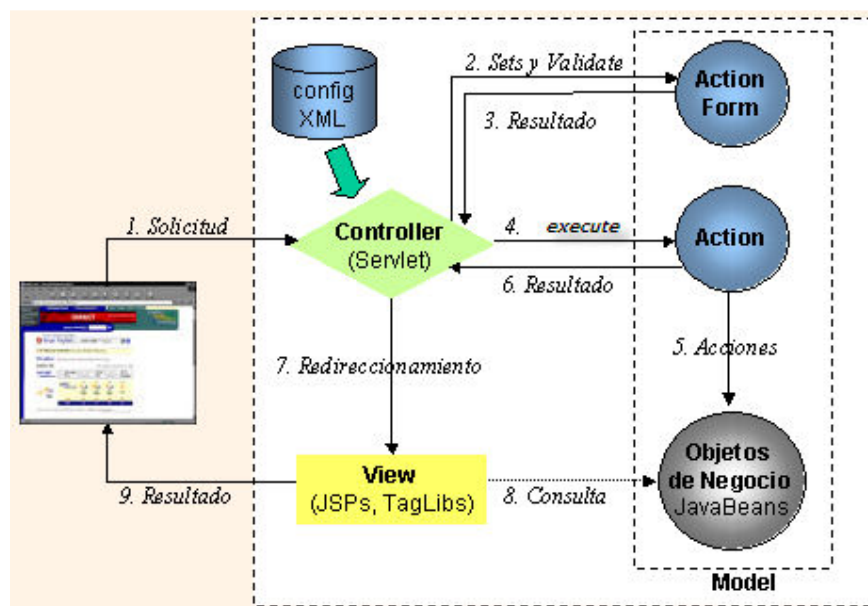 config
XML
2. Sets y Validate
Action
Form
3. Resultado
1. Solicitud
Controller
(Servlet)
4. execute
Action
6. Resultado
7. Redireccionamiento
5. Acciones
View
(JSPs, TagLibs)
8. Consulta
Objetos
de Negocio
JavaBeans
9. Resultado
Model